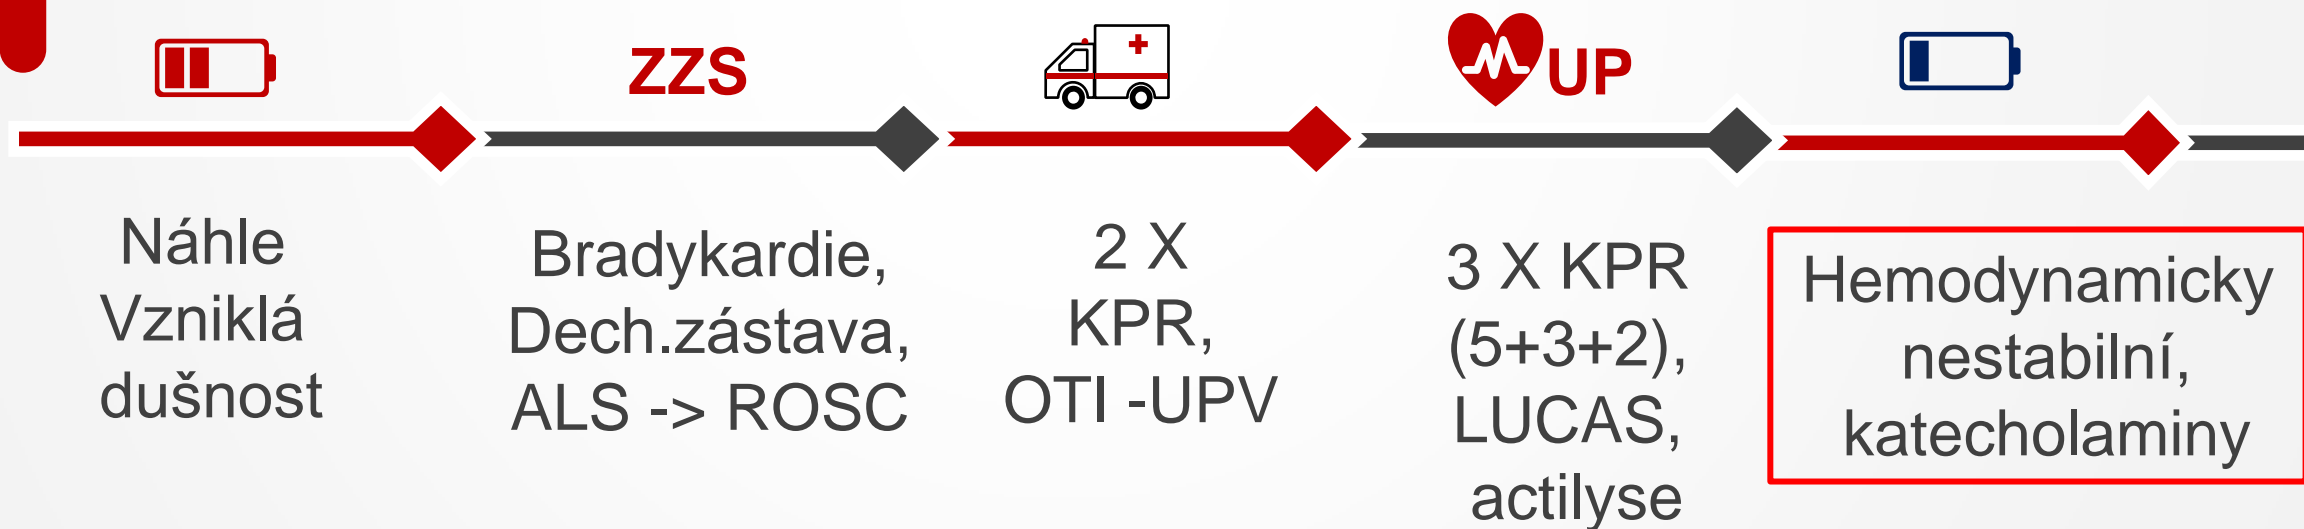 ZZS
UP
Náhle
Vzniklá
dušnost
Bradykardie,
Dech.zástava,
ALS -> ROSC
2 X
KPR,
OTI -UPV
3 X KPR
(5+3+2),
LUCAS,
actilyse
Hemodynamicky
nestabilní,
katecholaminy